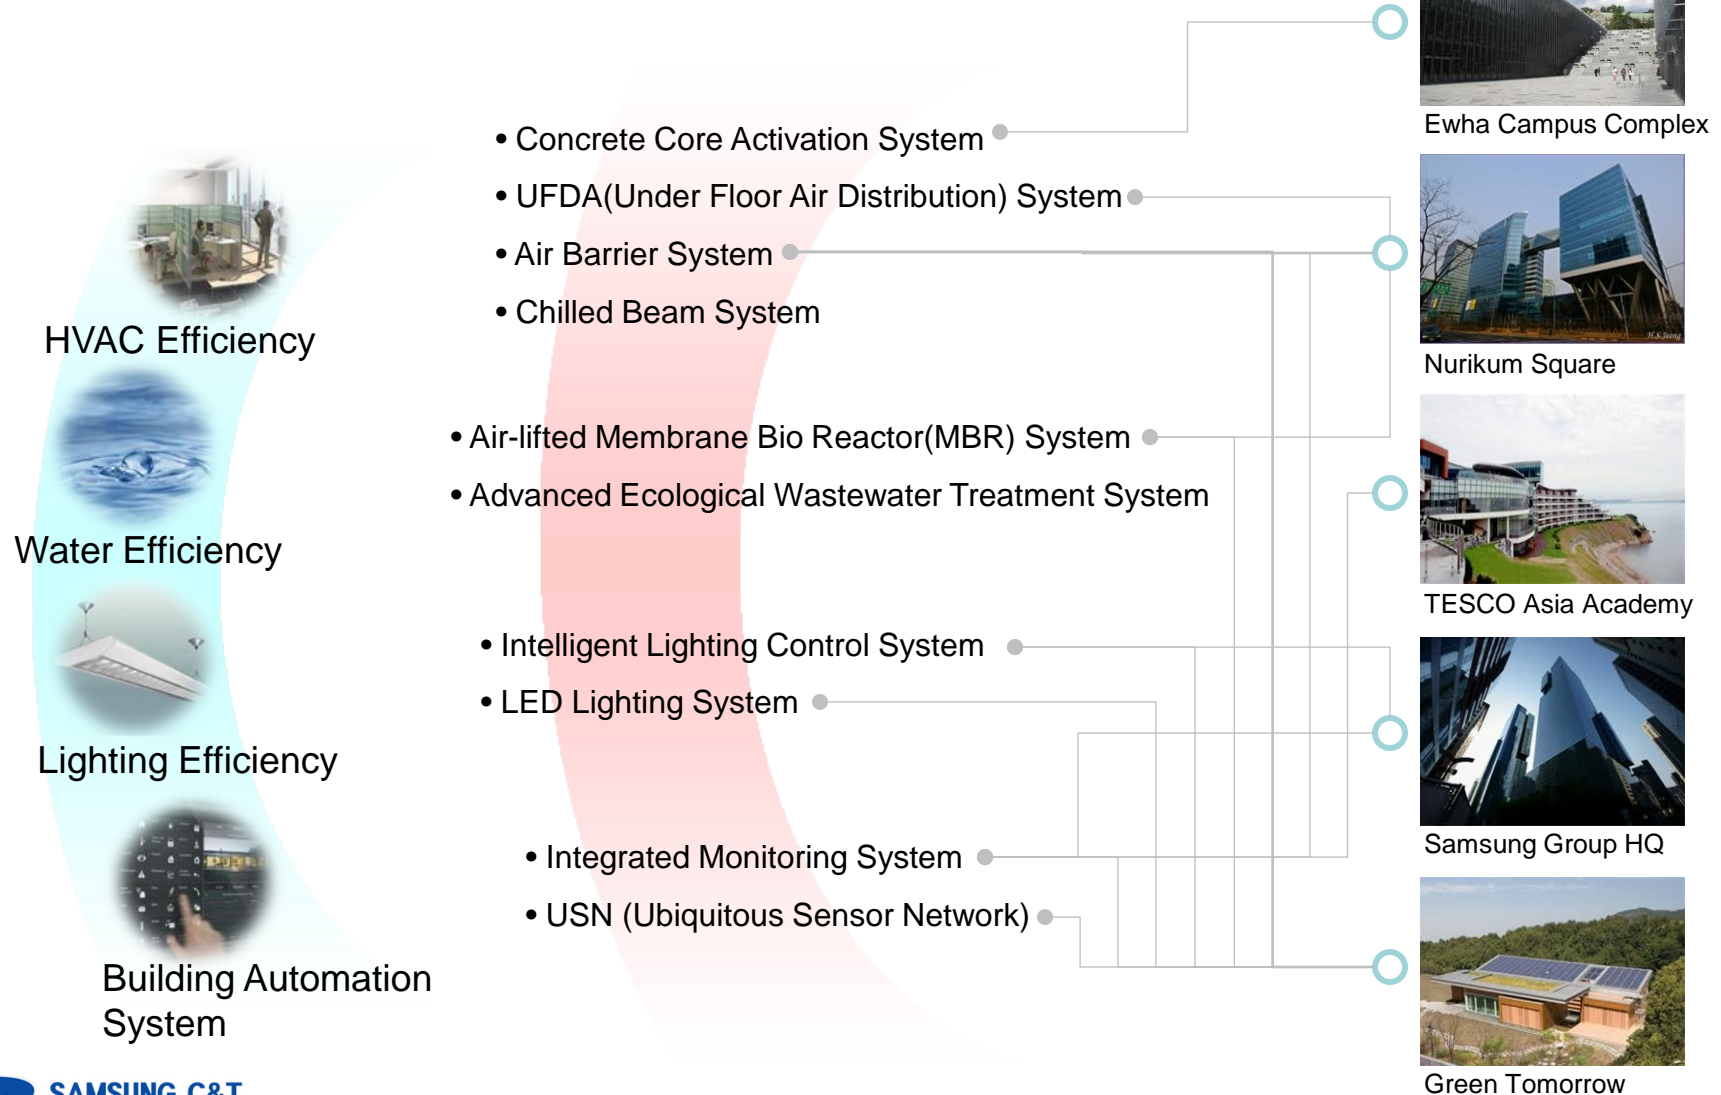 • Concrete Core Activation System
• UFDA(Under Floor Air Distribution) System
• Air Barrier System
• Chilled Beam System
HVAC Efficiency
• Air-lifted Membrane Bio Reactor(MBR) System
• Advanced Ecological Wastewater Treatment System
Water Efficiency
• Intelligent Lighting Control System
• LED Lighting System
Lighting Efficiency
• Integrated Monitoring System
• USN (Ubiquitous Sensor Network)
Building Automation
System
Ewha Campus Complex
H.S.Jeong
Nurikum Square
TESCO Asia Academy
Samsung Group HQ
Green Tomorrow
SAMSUNG C&T